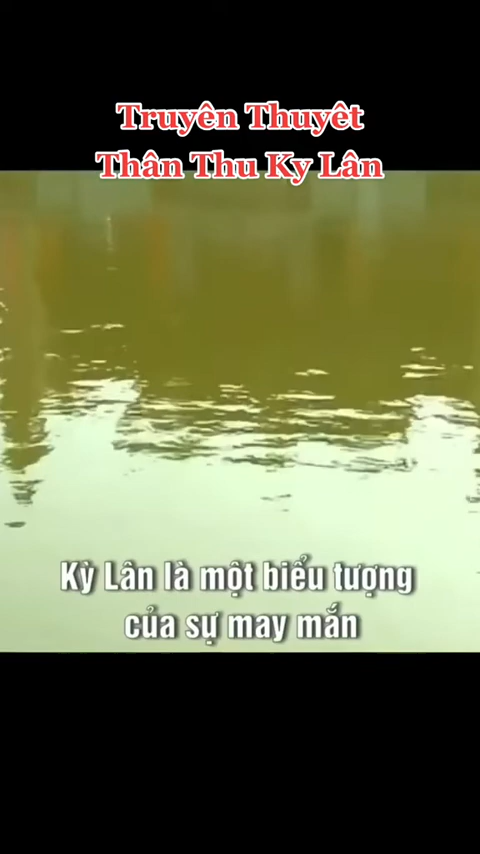 Truyên Thuyêt
Thân Thu Ky Lân
Kỳ Lân là một biểu tượng
của sự may mắn